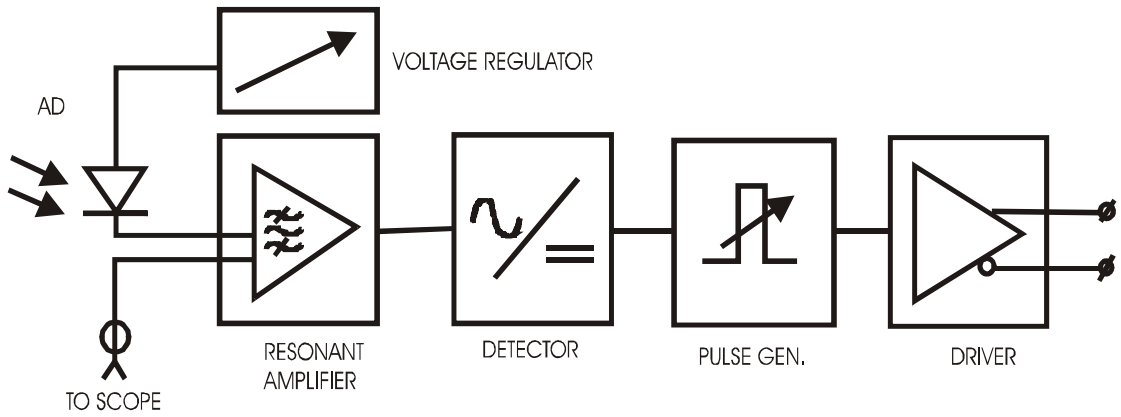 VOLTAGE REGULATOR
AD
RESONANT
AMPLIFIER
DETECTOR
PULSE GEN.
DRIVER
TO SCOPE